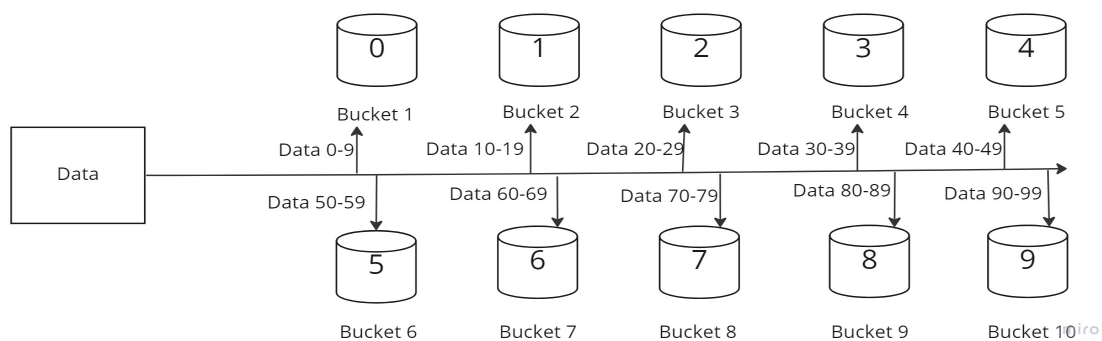 0
1
2
3
4
Bucket 1
Bucket 2
Bucket 3
Bucket 4
Bucket 5
Data
Data 0-9
Data 10-19
Data 20-29
Data 30-39
Data 40-49
Data 50-59
Data 60-69
Data 70-79
Data 80-89
Data 90-99
5
6
7
8
9
Bucket 6
Bucket 7
Bucket 8
Bucket 9
Bucket 10
miro